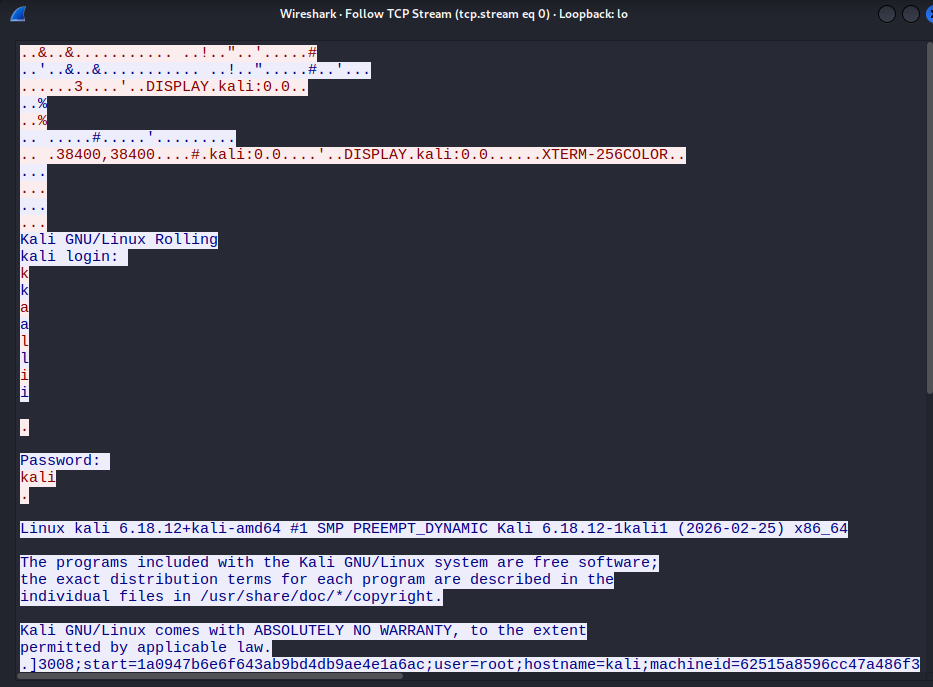 Wireshark · Follow TCP Stream (tcp.stream eq 0) · Loopback: lo
..&..&........... ..!.."..'.....#
..'..&..&........... ..!..".....#..'...
......3....'..DISPLAY.kali:0.0..
..%
..%
.. .....#.....'.........
.. .38400,38400....#.kali:0.0....'..DISPLAY.kali:0.0......XTERM-256COLOR..
...
...
...
...
Kali GNU/Linux Rolling
kali login:
k
k
a
a
l
l
i
i
.
Password:
kali
.
Linux kali 6.18.12+kali-amd64 #1 SMP PREEMPT_DYNAMIC Kali 6.18.12-1kali1 (2026-02-25) x86_64
The programs included with the Kali GNU/Linux system are free software;
the exact distribution terms for each program are described in the
individual files in /usr/share/doc/*/copyright.
Kali GNU/Linux comes with ABSOLUTELY NO WARRANTY, to the extent
permitted by applicable law.
.]3008;start=1a0947b6e6f643ab9bd4db9ae4e1a6ac;user=root;hostname=kali;machineid=62515a8596cc47a486f3